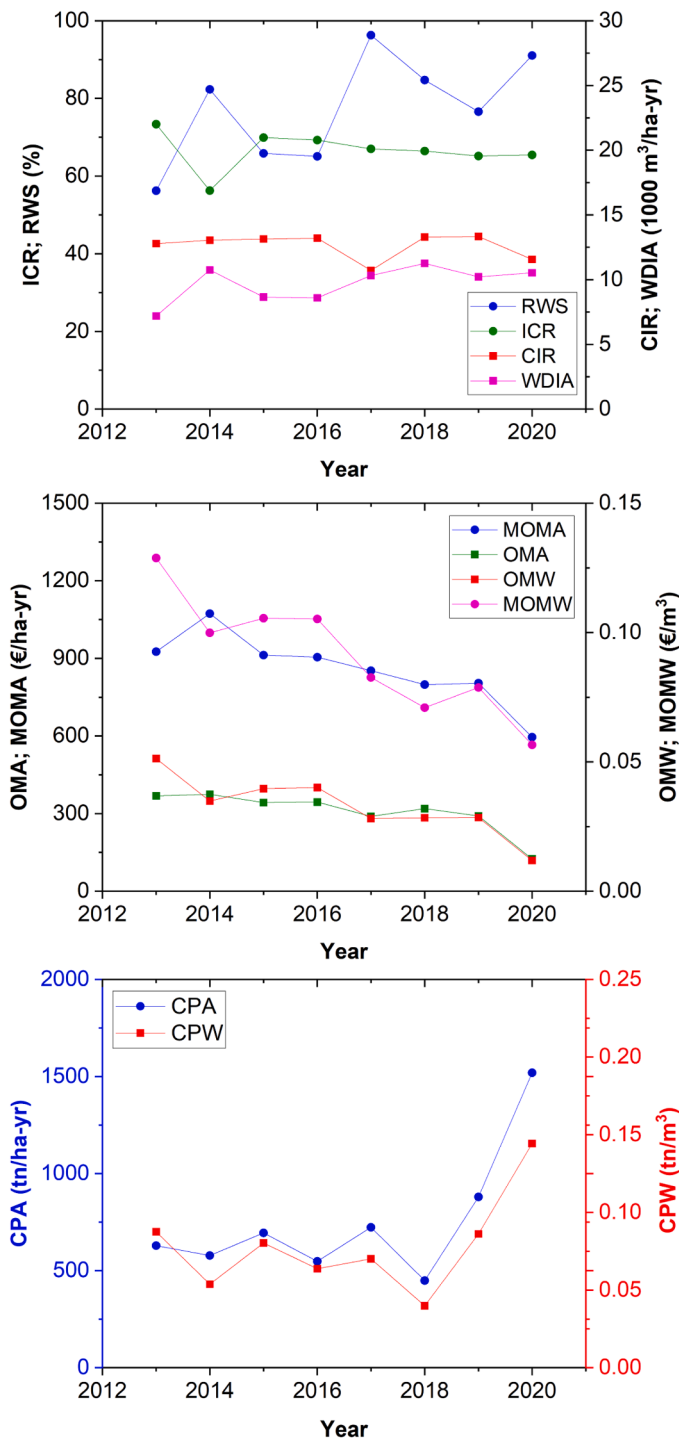 100
80
60
40
20
0
ICR; RWS (%)
30
25
20
15
10
5
0
CIR; WDIA (1000 m³/ha-yr)
RWS
ICR
CIR
WDIA
2012 2014 2016 2018 2020
Year
1500
1200
900
600
300
0
OMA; MOMA (€/ha-yr)
0.15
0.10
0.05
0.00
OMW; MOMW (€/m³)
MOMA
OMA
OMW
MOMW
2012 2014 2016 2018 2020
Year
2000
1500
1000
500
0
CPA (tn/ha-yr)
0.25
0.20
0.15
0.10
0.05
0.00
CPW (tn/m³)
CPA
CPW
2012 2014 2016 2018 2020
Year